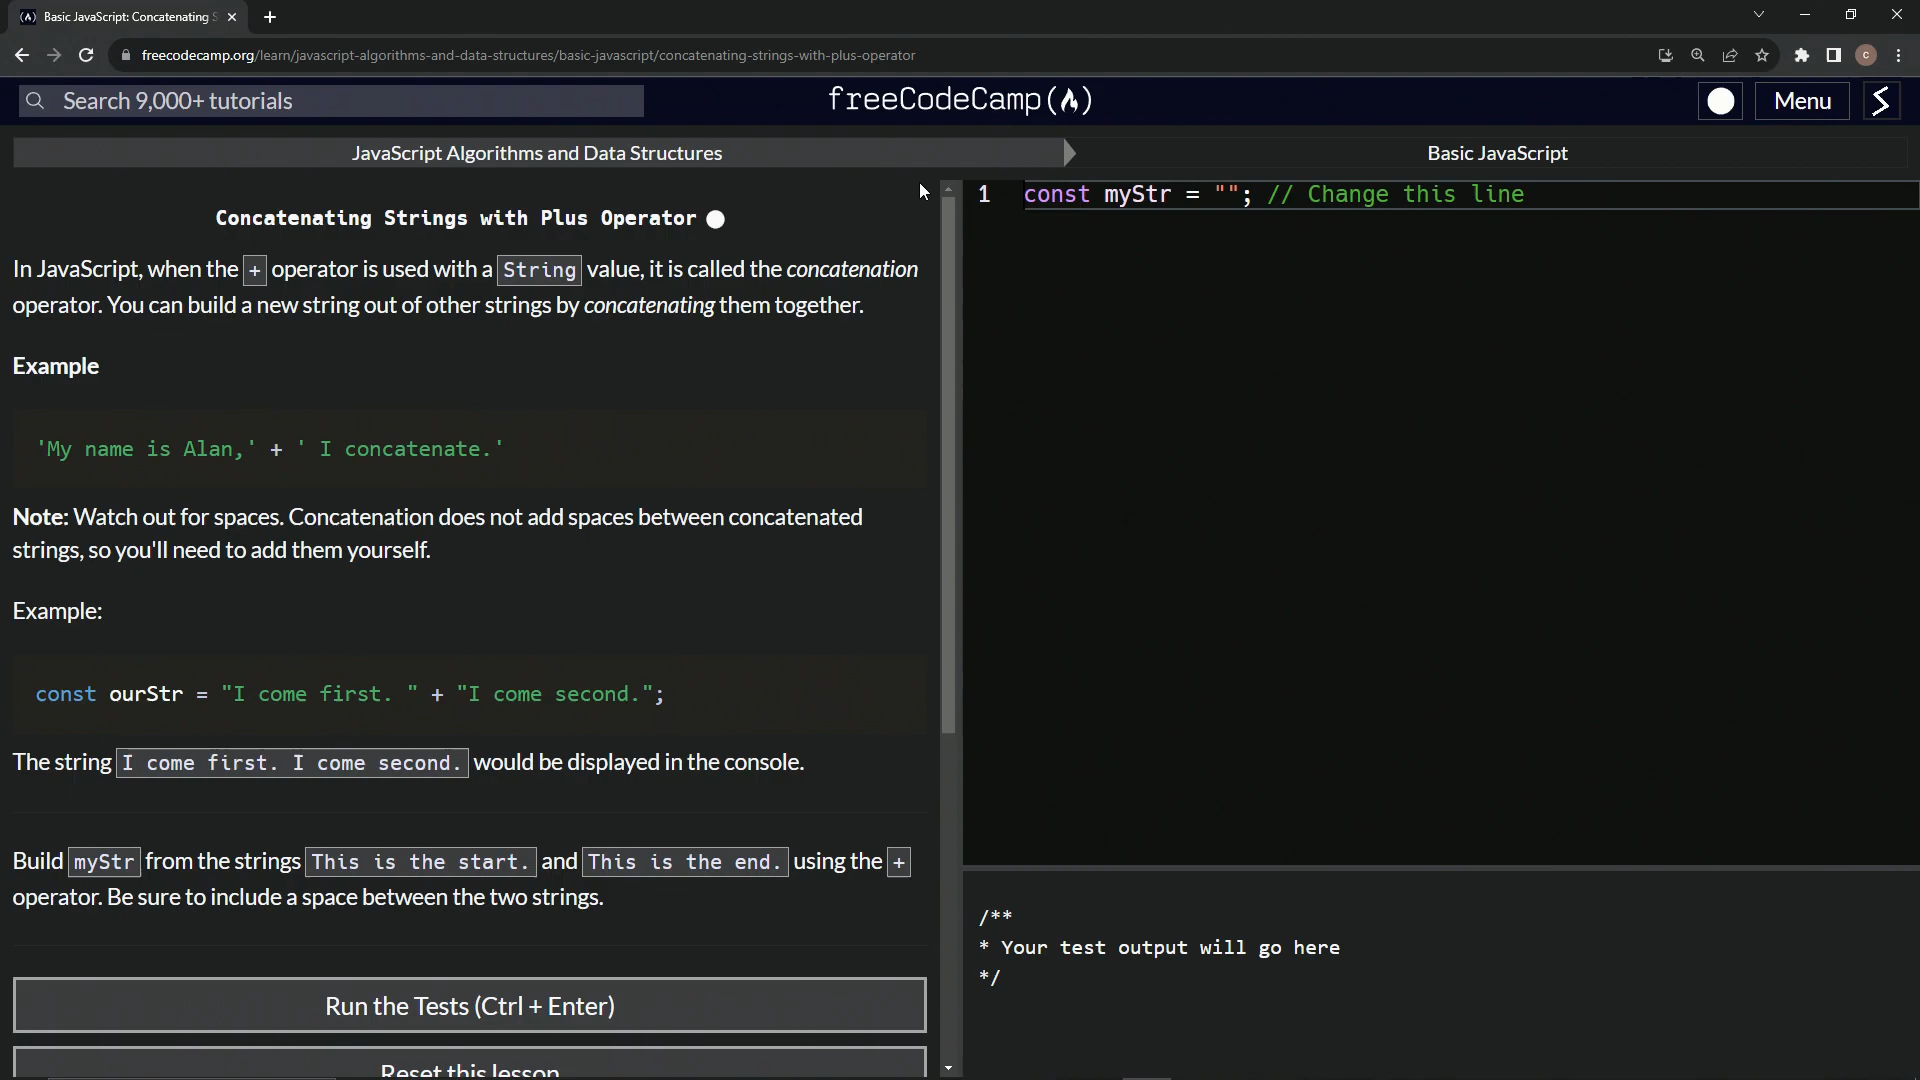 Basic JavaScript: Concatenating S
freecodecamp.org/learn/javascript-algorithms-and-data-structures/basic-javascript/concatenating-strings-with-plus-operator
C
Search 9,000+ tutorials
freeCodeCamp
Menu
JavaScript Algorithms and Data Structures
Basic JavaScript
Concatenating Strings with Plus Operator
In JavaScript, when the + operator is used with a String value, it is called the concatenation
operator. You can build a new string out of other strings by concatenating them together.
Example
'My name is Alan,' + ' I concatenate.'
Note: Watch out for spaces. Concatenation does not add spaces between concatenated
strings, so you'll need to add them yourself.
Example:
const ourStr = "I come first. " + "I come second.";
The string I come first. I come second. would be displayed in the console.
Build myStr from the strings This is the start. and This is the end. using the +
operator. Be sure to include a space between the two strings.
Run the Tests (Ctrl + Enter)
Reset this lesson
1 const myStr = ""; // Change this line
/**
* Your test output will go here
*/